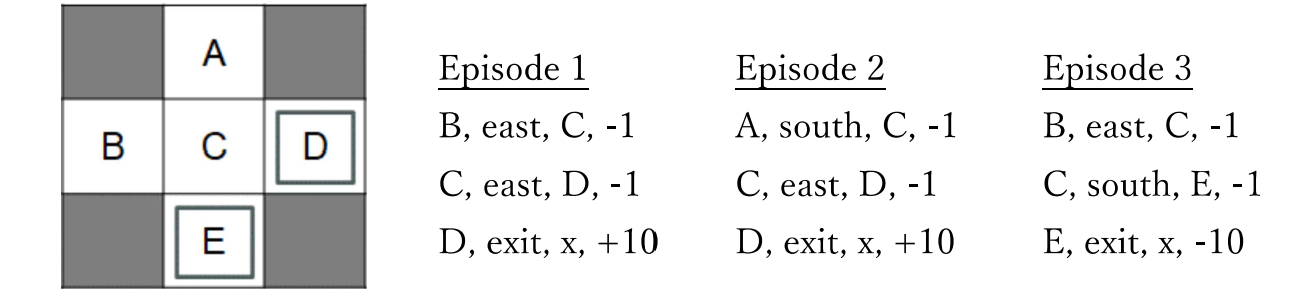 A
B C D
E
Episode 1
B, east, C, -1
C, east, D, -1
D, exit, x, +10
Episode 2
A, south, C, -1
C, east, D, -1
D, exit, x, +10
Episode 3
B, east, C, -1
C, south, E, -1
E, exit, x, -10